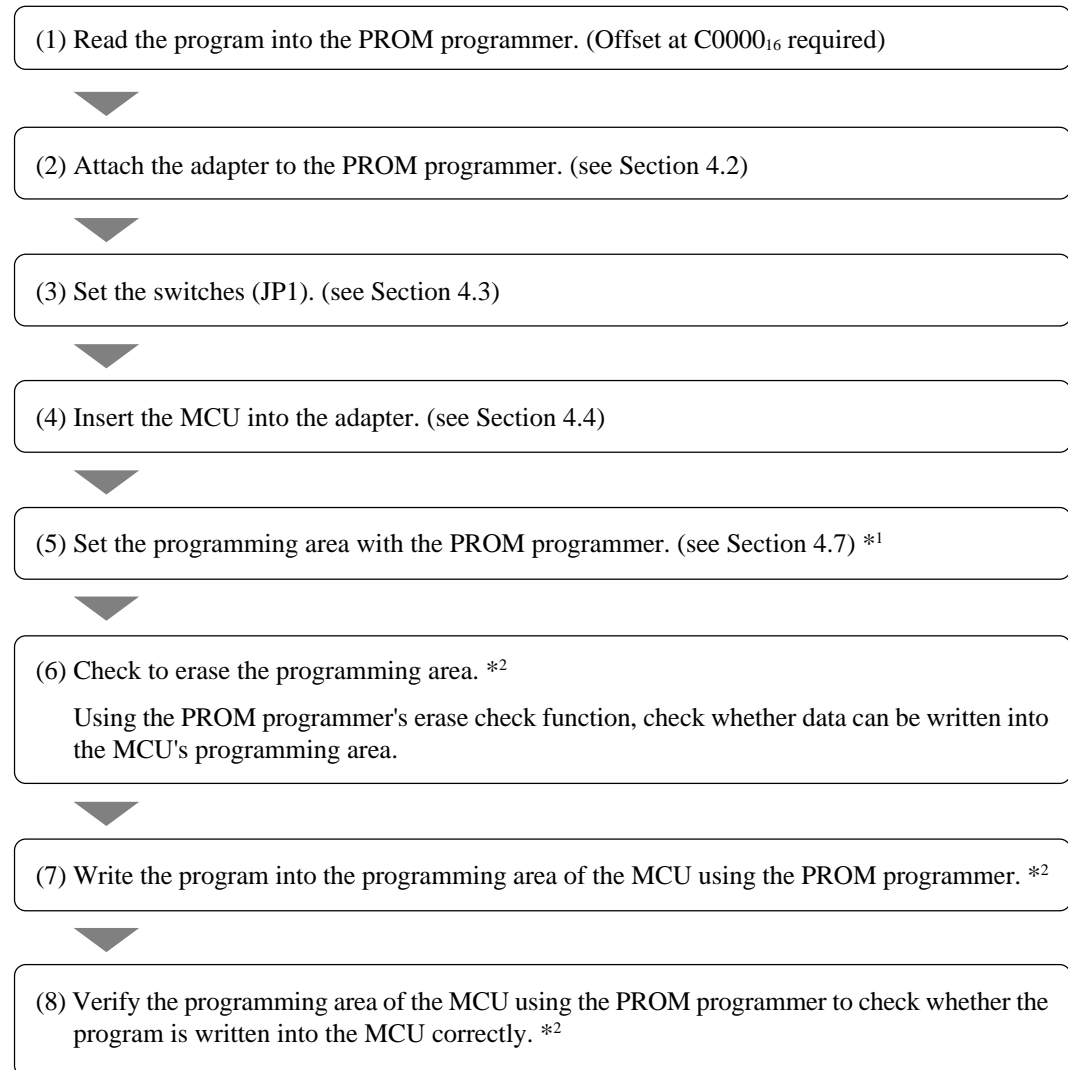 (1) Read the program into the PROM programmer. (Offset at C0000₁₆ required)
(2) Attach the adapter to the PROM programmer. (see Section 4.2)
(3) Set the switches (JP1). (see Section 4.3)
(4) Insert the MCU into the adapter. (see Section 4.4)
(5) Set the programming area with the PROM programmer. (see Section 4.7) *¹
(6) Check to erase the programming area. *²
Using the PROM programmer's erase check function, check whether data can be written into
the MCU's programming area.
(7) Write the program into the programming area of the MCU using the PROM programmer. *²
(8) Verify the programming area of the MCU using the PROM programmer to check whether the
program is written into the MCU correctly. *²